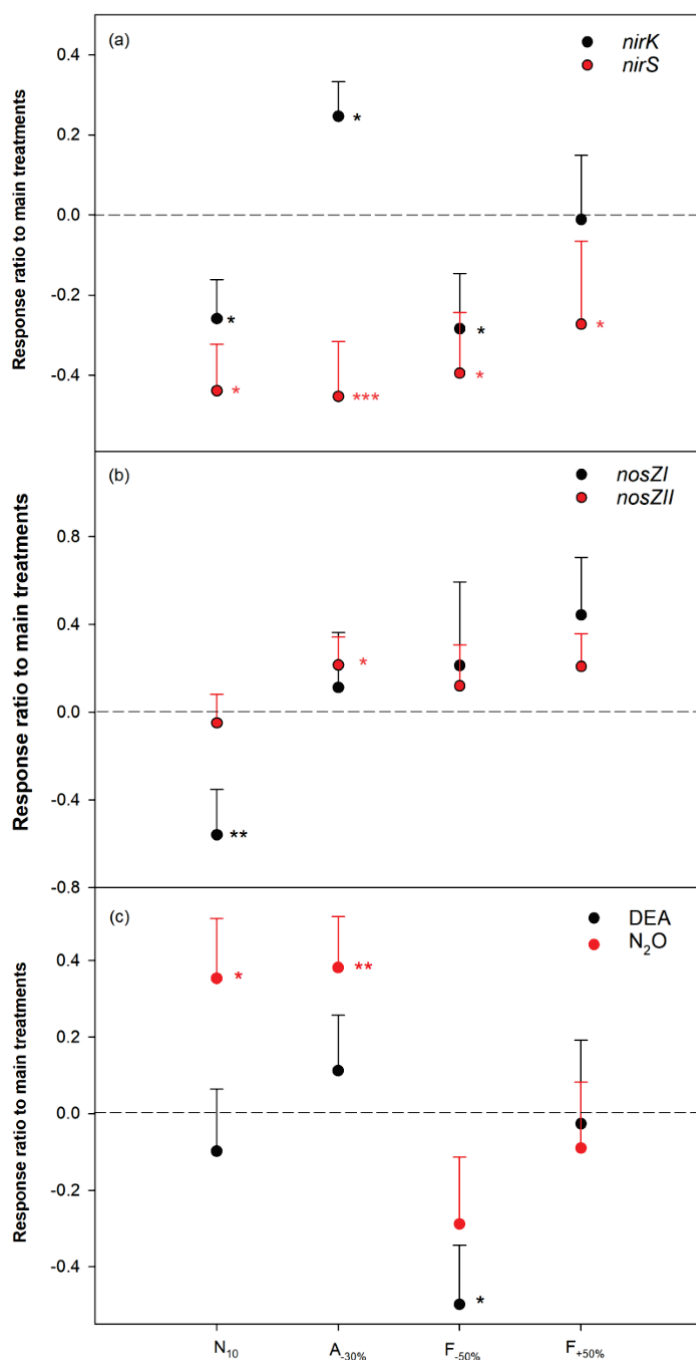 (a)
nirK
nirS
0.4
0.2
0.0
-0.2
-0.4
Response ratio to main treatments
*
*
*
*
***
*
*
(b)
nosZI
nosZII
0.8
0.4
0.0
-0.4
-0.8
Response ratio to main treatments
*
**
(c)
DEA
N₂O
0.4
0.2
0.0
-0.2
-0.4
Response ratio to main treatments
*
**
*
N₁₀
A₋₃₀%
F₋₅₀%
F₊₅₀%